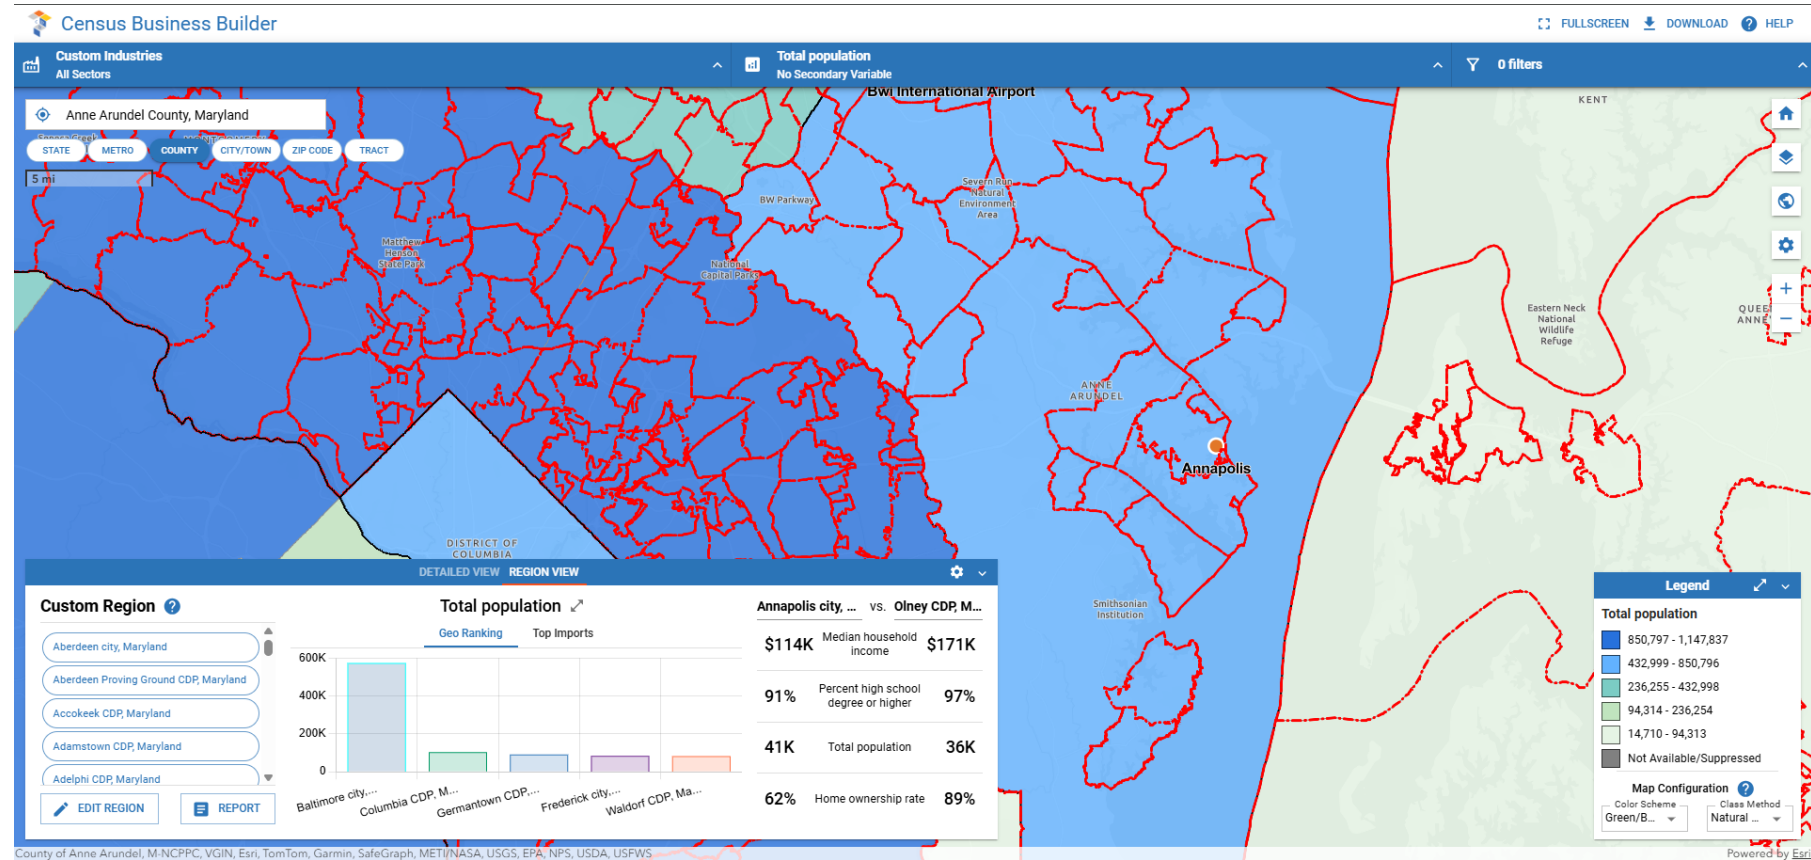 Census Business Builder
FULLSCREEN
DOWNLOAD
HELP
Custom Industries
All Sectors
Total population
No Secondary Variable
0 filters
Anne Arundel County, Maryland
STATE
METRO
COUNTY
CITY/TOWN
ZIP CODE
TRACT
5 mi
Bwi International Airport
KENT
BW Parkway
Severn Run
Natural
Environment
Area
Matthew
Henson
State Park
National
Capital Parks
Eastern Neck
National
Wildlife
Refuge
ANNE
ARUNDEL
Annapolis
DISTRICT OF
COLUMBIA
Smithsonian
Institution
DETAILED VIEW
REGION VIEW
Custom Region
Aberdeen city, Maryland
Aberdeen Proving Ground CDP, Maryland
Accokeek CDP, Maryland
Adamstown CDP, Maryland
Adelphi CDP, Maryland
EDIT REGION
REPORT
Total population
Geo Ranking
Top Imports
600K
400K
200K
0
Baltimore city,...
Columbia CDP, M...
Germantown CDP,...
Frederick city,...
Waldorf CDP, Ma...
Annapolis city, ... vs. Olney CDP, M...
$114K Median household income $171K
91% Percent high school degree or higher 97%
41K Total population 36K
62% Home ownership rate 89%
Legend
Total population
850,797 - 1,147,837
432,999 - 850,796
236,255 - 432,998
94,314 - 236,254
14,710 - 94,313
Not Available/Suppressed
Map Configuration
Color Scheme
Green/B...
Class Method
Natural ...
County of Anne Arundel, M-NCPPC, VGIN, Esri, TomTom, Garmin, SafeGraph, METI/NASA, USGS, EPA, NPS, USDA, USFWS
Powered by Esri